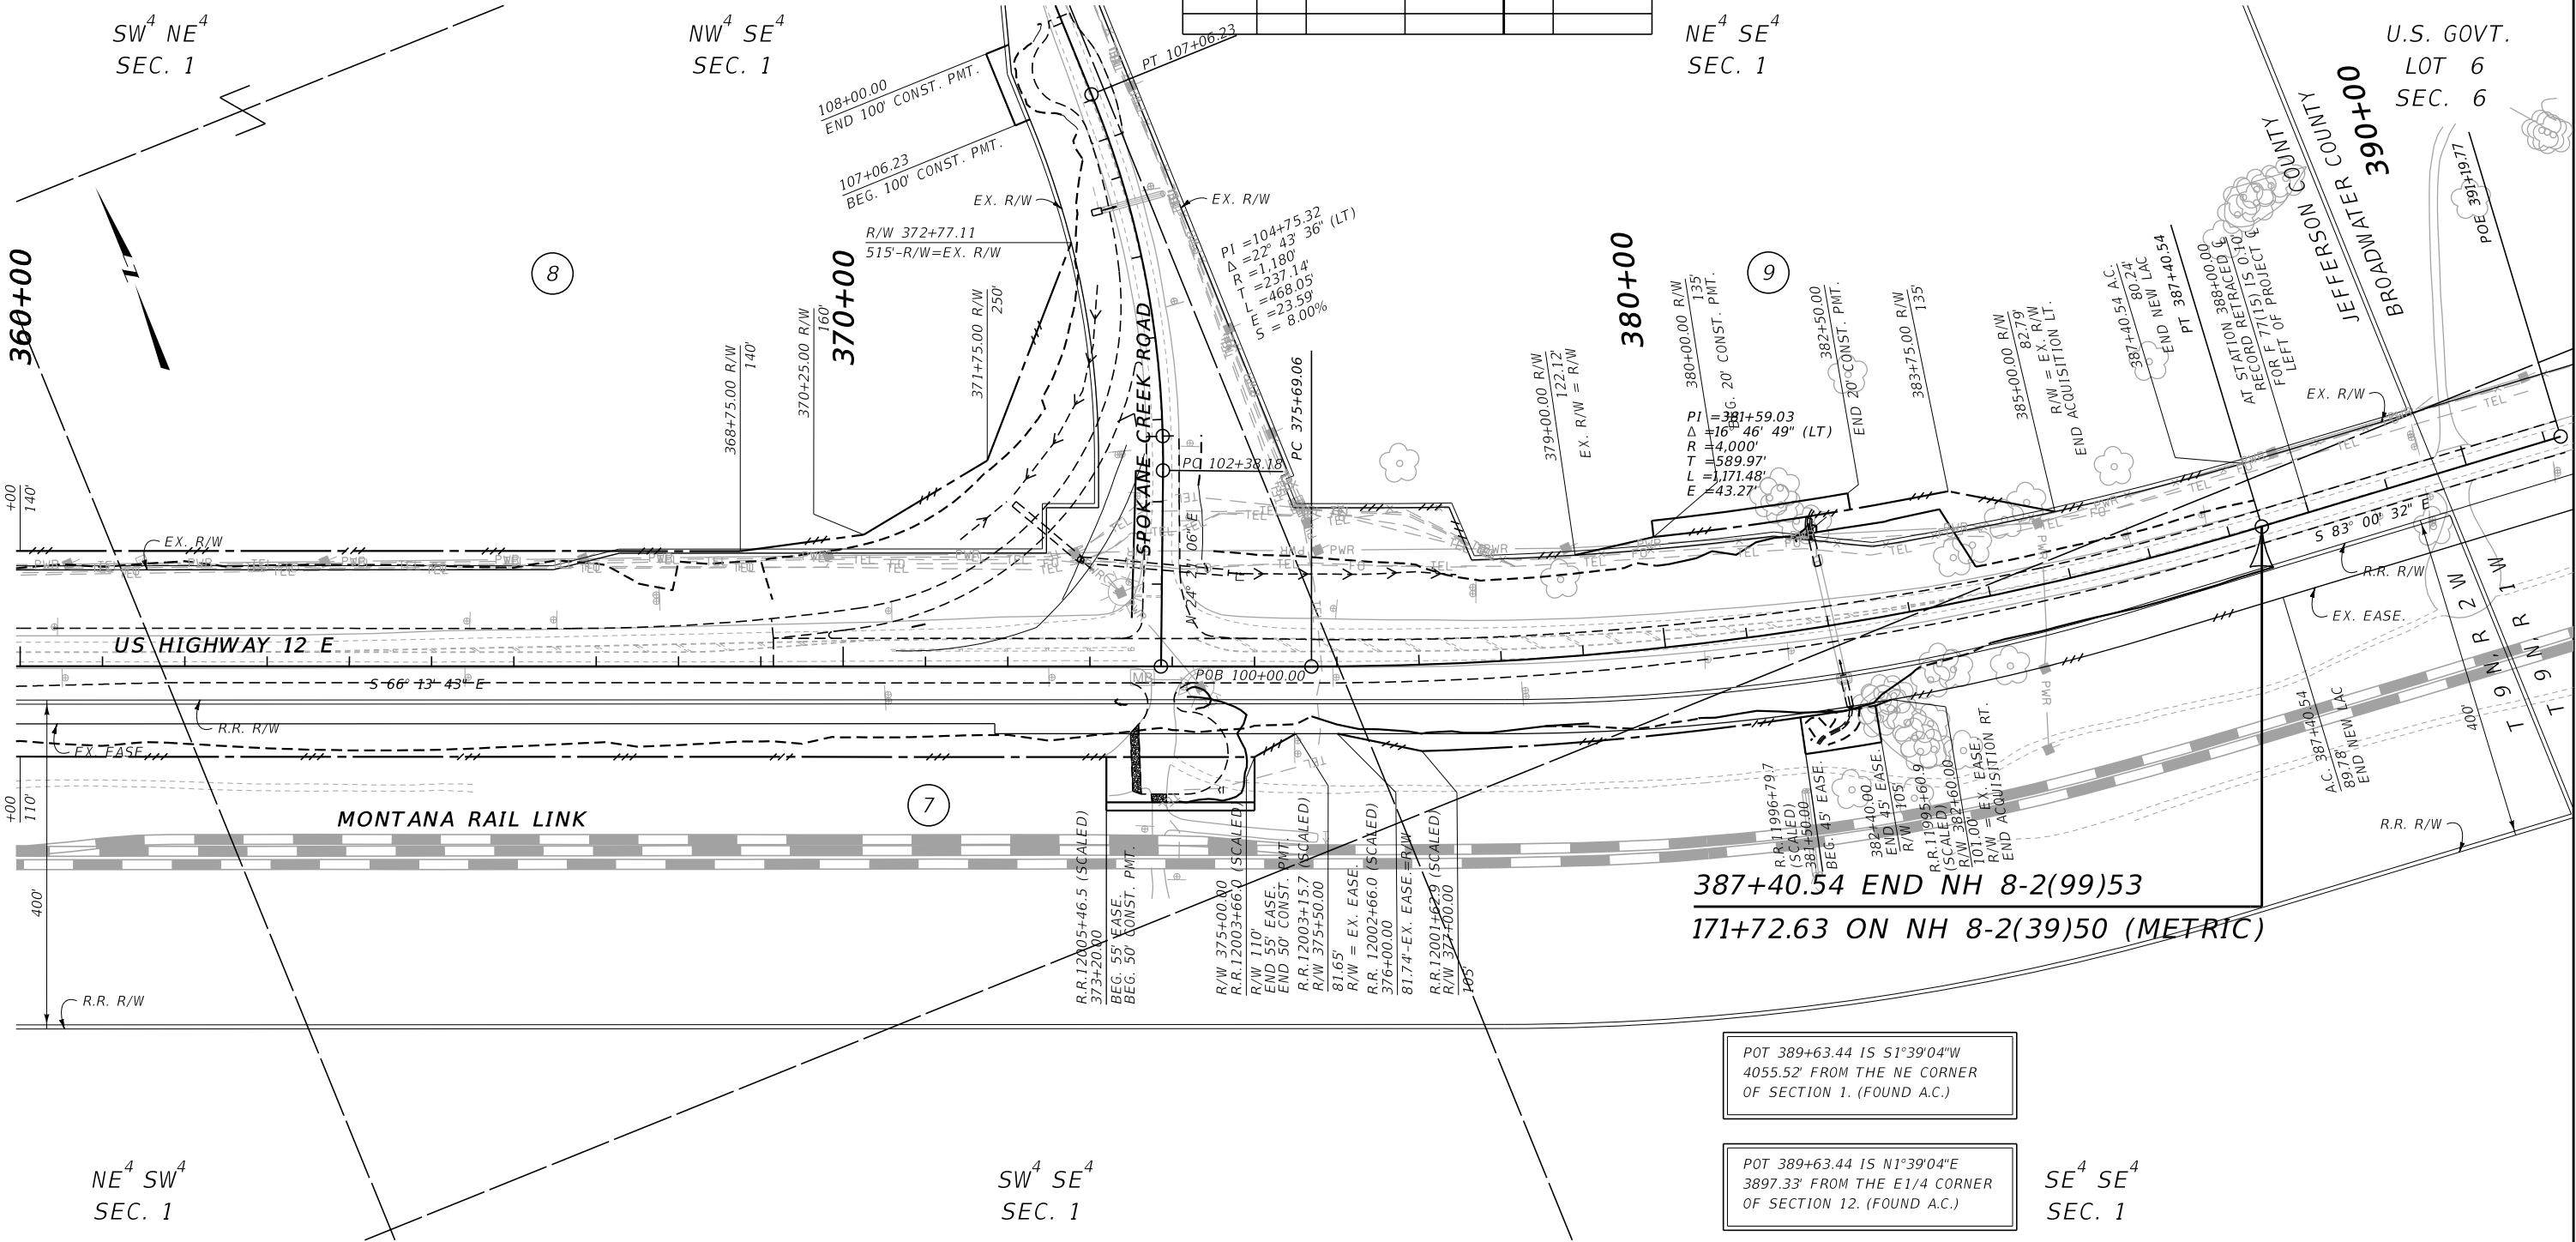 SW4 NE4
SEC. 1
NW4 SE4
SEC. 1
NE4 SE4
SEC. 1
U.S. GOVT.
LOT 6
SEC. 6
PT 107+06.23
108+00.00
END 100' CONST. PMT.
107+06.23
BEG. 100' CONST. PMT.
EX. R/W
EX. R/W
R/W 372+77.11
515'-R/W=EX. R/W
PI =104+75.32
Δ =22° 43' 36" (LT)
R =1,180'
T =237.14'
L =468.05'
E =23.59'
S = 8.00%
JEFFERSON COUNTY
BROADWATER COUNTY
390+00
POE 391+19.77
360+00
8
370+00
380+00
9
368+75.00 R/W
140'
370+25.00 R/W
160'
371+75.00 R/W
250'
SPOKANE CREEK ROAD
PC 375+69.06
PC 102+38.18
379+00.00 R/W
122.12'
EX. R/W = R/W
380+00.00 R/W
135'
BEG. 20' CONST. PMT.
382+50.00
END 20' CONST. PMT.
383+75.00 R/W
135'
385+00.00 R/W
82.79'
R/W = EX. R/W
END ACQUISITION LT.
387+40.54 A.C.
80.24'
END NEW LAC
PT 387+40.54
AT STATION 388+00.00
RECORD RETRACED ℄
FOR F 77(15) IS 0.10'
LEFT OF PROJECT ℄
EX. R/W
PI =381+59.03
Δ =16° 46' 49" (LT)
R =4,000'
T =589.97'
L =1,171.48'
E =43.27'
+00
140'
EX. R/W
PWR
TEL
FO
US HIGHWAY 12 E
S 66° 13' 43" E
POB 100+00.00
MB
S 83° 00' 32" E
R.R. R/W
EX. EASE.
T 9 N, R 2 W
T 9 N, R 1 W
R.R. R/W
EX. EASE.
+00
110'
MONTANA RAIL LINK
7
400'
R.R. R/W
R.R.12005+46.5 (SCALED)
373+20.00
BEG. 55' EASE.
BEG. 50' CONST. PMT.
R/W 375+00.00
R.R.12003+66.0 (SCALED)
R/W 110'
END 55' EASE.
END 50' CONST. PMT.
R.R.12003+15.7 (SCALED)
R/W 375+50.00
81.65'
R/W = EX. EASE.
R.R. 12002+66.0 (SCALED)
376+00.00
81.74'-EX. EASE.=R/W
R.R.12001+62.9 (SCALED)
R/W 377+00.00
105'
R.R.11996+79.7
(SCALED)
381+50.00
BEG. 45' EASE.
382+40.00
END 45' EASE.
R/W 105'
R.R.11995+60.9
(SCALED)
R/W 382+60.00
101.00'
R/W = EX. EASE.
END ACQUISITION RT.
A.C. 387+40.54
89.78'
END NEW LAC
400'
R.R. R/W
387+40.54 END NH 8-2(99)53
171+72.63 ON NH 8-2(39)50 (METRIC)
POT 389+63.44 IS S1°39'04"W
4055.52' FROM THE NE CORNER
OF SECTION 1. (FOUND A.C.)
POT 389+63.44 IS N1°39'04"E
3897.33' FROM THE E1/4 CORNER
OF SECTION 12. (FOUND A.C.)
NE4 SW4
SEC. 1
SW4 SE4
SEC. 1
SE4 SE4
SEC. 1